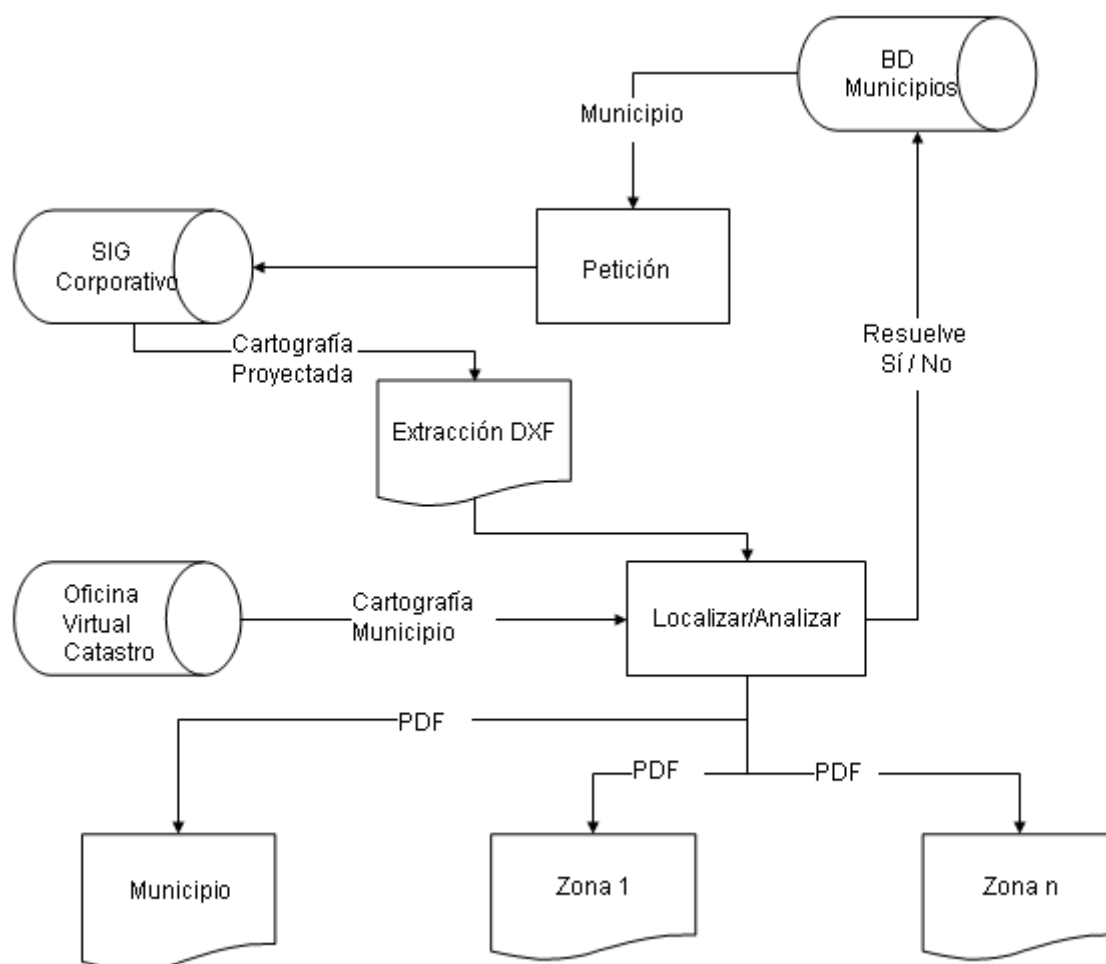 BD
Municipios
Municipio
SIG
Corporativo
Petición
Cartografía
Proyectada
Resuelve
Sí / No
Extracción DXF
Oficina
Virtual
Catastro
Cartografía
Municipio
Localizar/Analizar
PDF
PDF
PDF
Municipio
Zona 1
Zona n